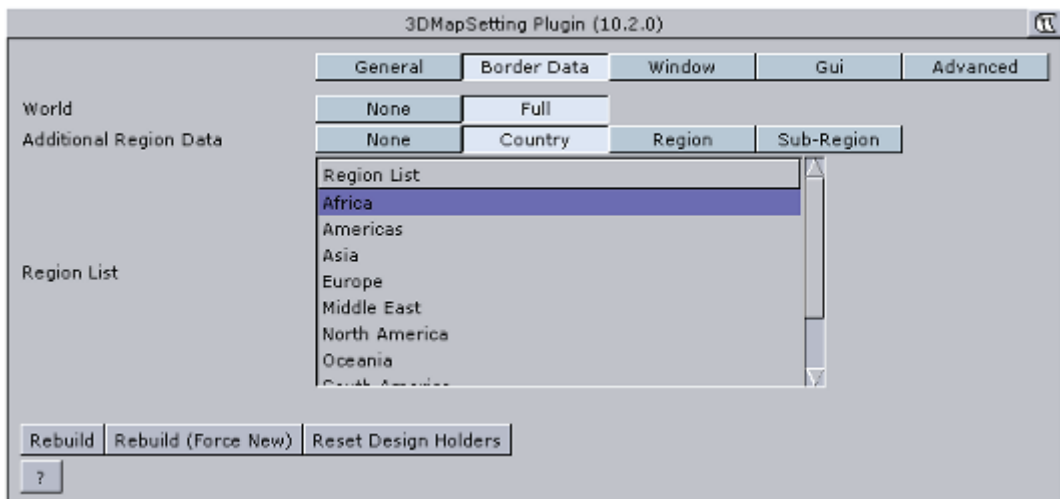 3DMapSetting Plugin (10.2.0)
General Border Data Window Gui Advanced
World None Full
Additional Region Data None Country Region Sub-Region
Region List
Africa
Americas
Asia
Region List
Europe
Middle East
North America
Oceania
South America
Rebuild Rebuild (Force New) Reset Design Holders
?